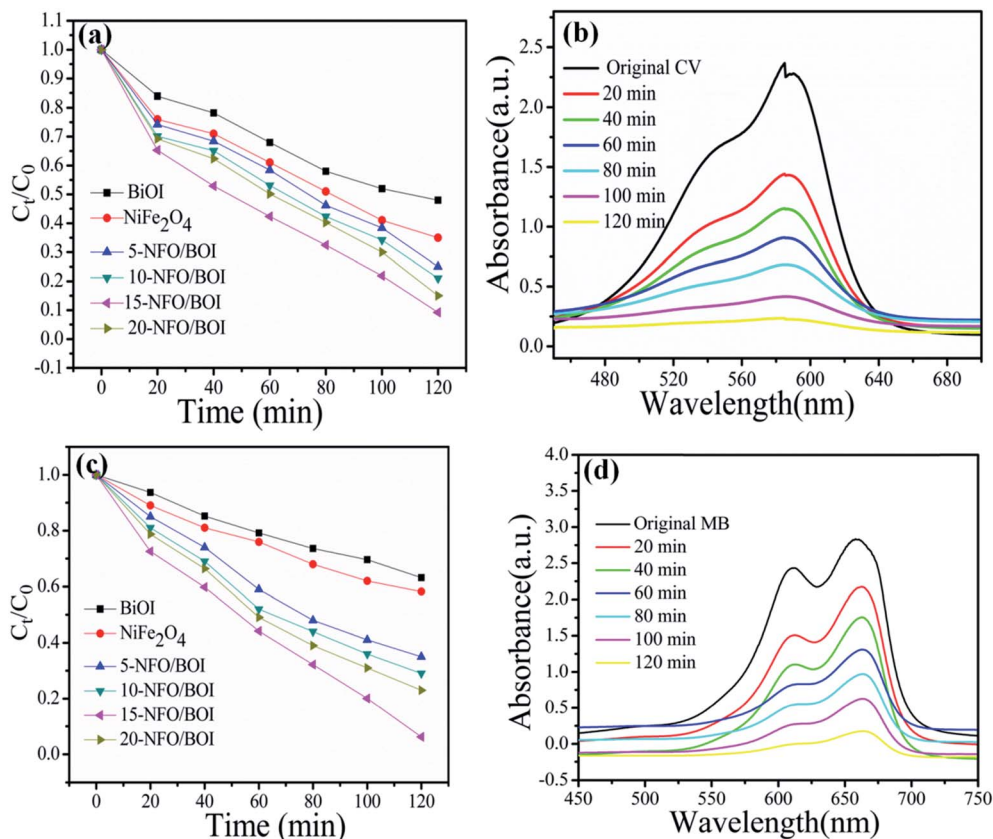 (a)
1.1
1.0
0.9
0.8
0.7
0.6
0.5
0.4
0.3
0.2
0.1
0.0
-0.1
Ct/C0
BiOI
NiFe2O4
5-NFO/BOI
10-NFO/BOI
15-NFO/BOI
20-NFO/BOI
0 20 40 60 80 100 120
Time (min)
(b)
2.5
2.0
1.5
1.0
0.5
0.0
Absorbance(a.u.)
Original CV
20 min
40 min
60 min
80 min
100 min
120 min
480 520 560 600 640 680
Wavelength(nm)
(c)
1.0
0.8
0.6
0.4
0.2
0.0
Ct/C0
BiOI
NiFe2O4
5-NFO/BOI
10-NFO/BOI
15-NFO/BOI
20-NFO/BOI
0 20 40 60 80 100 120
Time (min)
(d)
4.0
3.5
3.0
2.5
2.0
1.5
1.0
0.5
0.0
-0.5
Absorbance(a.u.)
Original MB
20 min
40 min
60 min
80 min
100 min
120 min
450 500 550 600 650 700 750
Wavelength(nm)